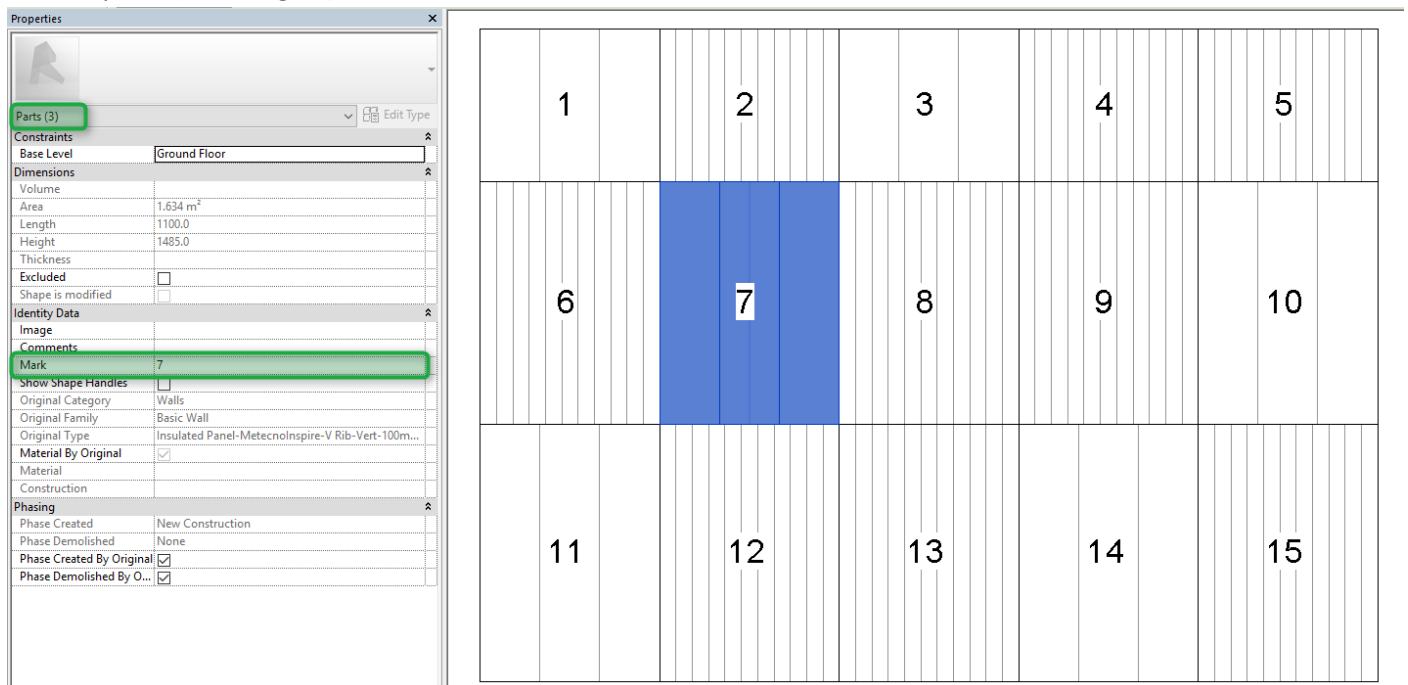 Properties
Parts (3)
Edit Type
Constraints
Base Level Ground Floor
Dimensions
Volume
Area 1.634 m²
Length 1100.0
Height 1485.0
Thickness
Excluded
Shape is modified
Identity Data
Image
Comments
Mark 7
Show Shape Handles
Original Category Walls
Original Family Basic Wall
Original Type Insulated Panel-MetecnoInspire-V Rib-Vert-100m...
Material By Original
Material
Construction
Phasing
Phase Created New Construction
Phase Demolished None
Phase Created By Original
Phase Demolished By O...
1 2 3 4 5
6 7 8 9 10
11 12 13 14 15